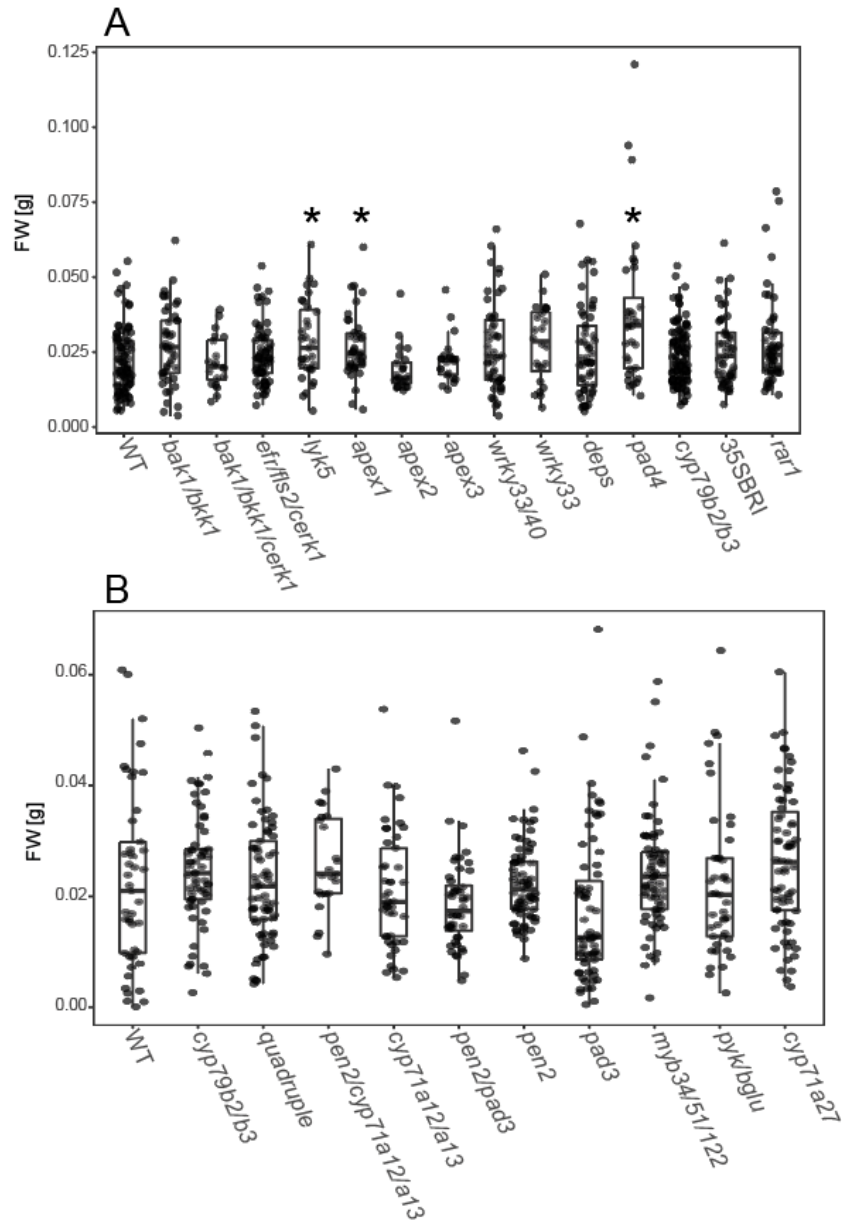 A
0.125
0.100
0.075
0.050
0.025
0.000
FW [g]
* * *
WT
bak1/bkk1
bak1/bkk1/cerk1
efr/fls2/cerk1
lyk5
apex1
apex2
apex3
wrky33/40
wrky33
deps
pad4
cyp79b2/b3
35SBRI
rar1
B
0.06
0.04
0.02
0.00
FW [g]
WT
cyp79b2/b3
quadruple
pen2/cyp71a12/a13
cyp71a12/a13
pen2/pad3
pen2
pad3
myb34/51/122
pyk/bglu
cyp71a27